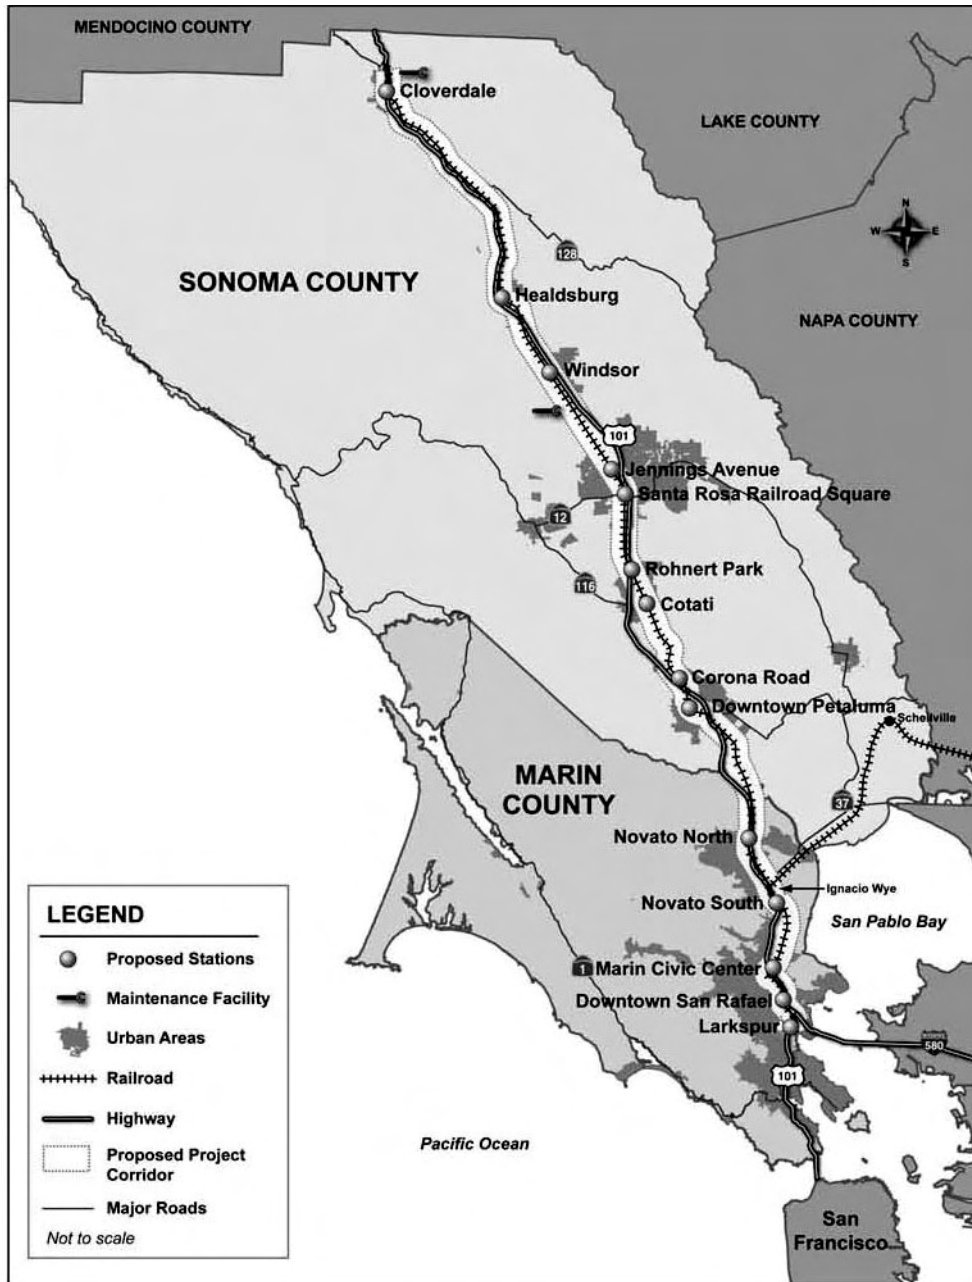 MENDOCINO COUNTY
Cloverdale
LAKE COUNTY
N
W E
S
128
SONOMA COUNTY
Healdsburg
NAPA COUNTY
Windsor
101
Jennings Avenue
Santa Rosa Railroad Square
12
Rohnert Park
116
Cotati
Corona Road
Downtown Petaluma
Schellville
MARIN
COUNTY
37
Novato North
Ignacio Wye
Novato South
San Pablo Bay
1
Marin Civic Center
Downtown San Rafael
Larkspur
580
101
Pacific Ocean
San
Francisco
LEGEND
Proposed Stations
Maintenance Facility
Urban Areas
Railroad
Highway
Proposed Project
Corridor
Major Roads
Not to scale